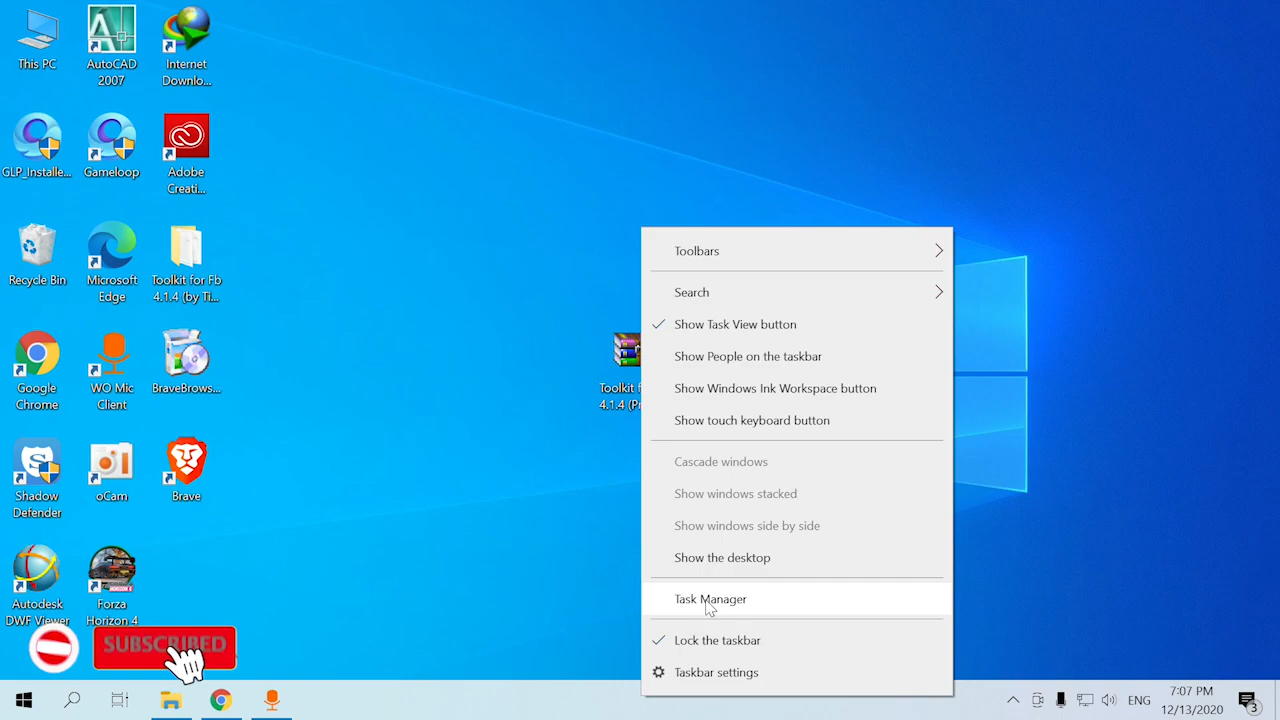 This PC
AutoCAD
2007
Internet
Downlo...
GLP_Installe...
Gameloop
Adobe
Creati...
Recycle Bin
Microsoft
Edge
Toolkit for Fb
4.1.4 (by Ti...
Google
Chrome
WO Mic
Client
BraveBrows...
Shadow
Defender
oCam
Brave
Autodesk
DWF Viewer
Forza
Horizon 4
SUBSCRIBED
Toolkit f
4.1.4 (Pr
Toolbars
Search
Show Task View button
Show People on the taskbar
Show Windows Ink Workspace button
Show touch keyboard button
Cascade windows
Show windows stacked
Show windows side by side
Show the desktop
Task Manager
Lock the taskbar
Taskbar settings
ENG
7:07 PM
12/13/2020
3